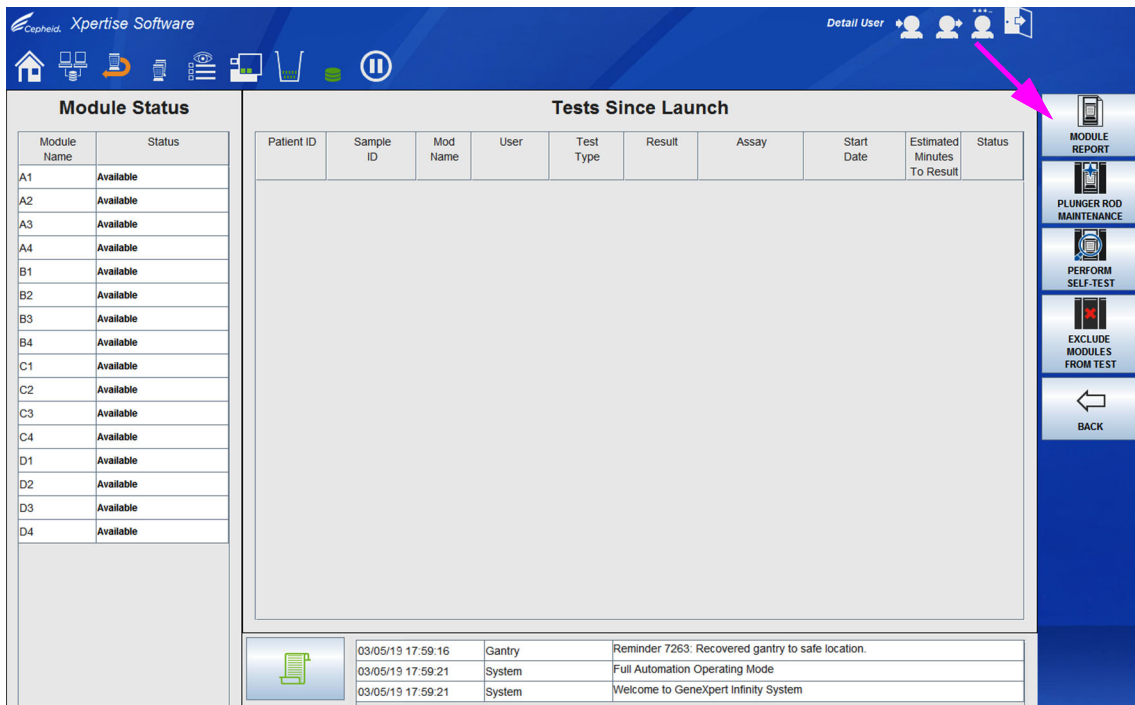 Cepheid. Xpertise Software
Detail User
Module Status
Module Name Status
A1 Available
A2 Available
A3 Available
A4 Available
B1 Available
B2 Available
B3 Available
B4 Available
C1 Available
C2 Available
C3 Available
C4 Available
D1 Available
D2 Available
D3 Available
D4 Available
Tests Since Launch
Patient ID Sample ID Mod Name User Test Type Result Assay Start Date Estimated Minutes To Result Status
03/05/19 17:59:16 Gantry Reminder 7263: Recovered gantry to safe location.
03/05/19 17:59:21 System Full Automation Operating Mode
03/05/19 17:59:21 System Welcome to GeneXpert Infinity System
MODULE
REPORT
PLUNGER ROD
MAINTENANCE
PERFORM
SELF-TEST
EXCLUDE
MODULES
FROM TEST
BACK